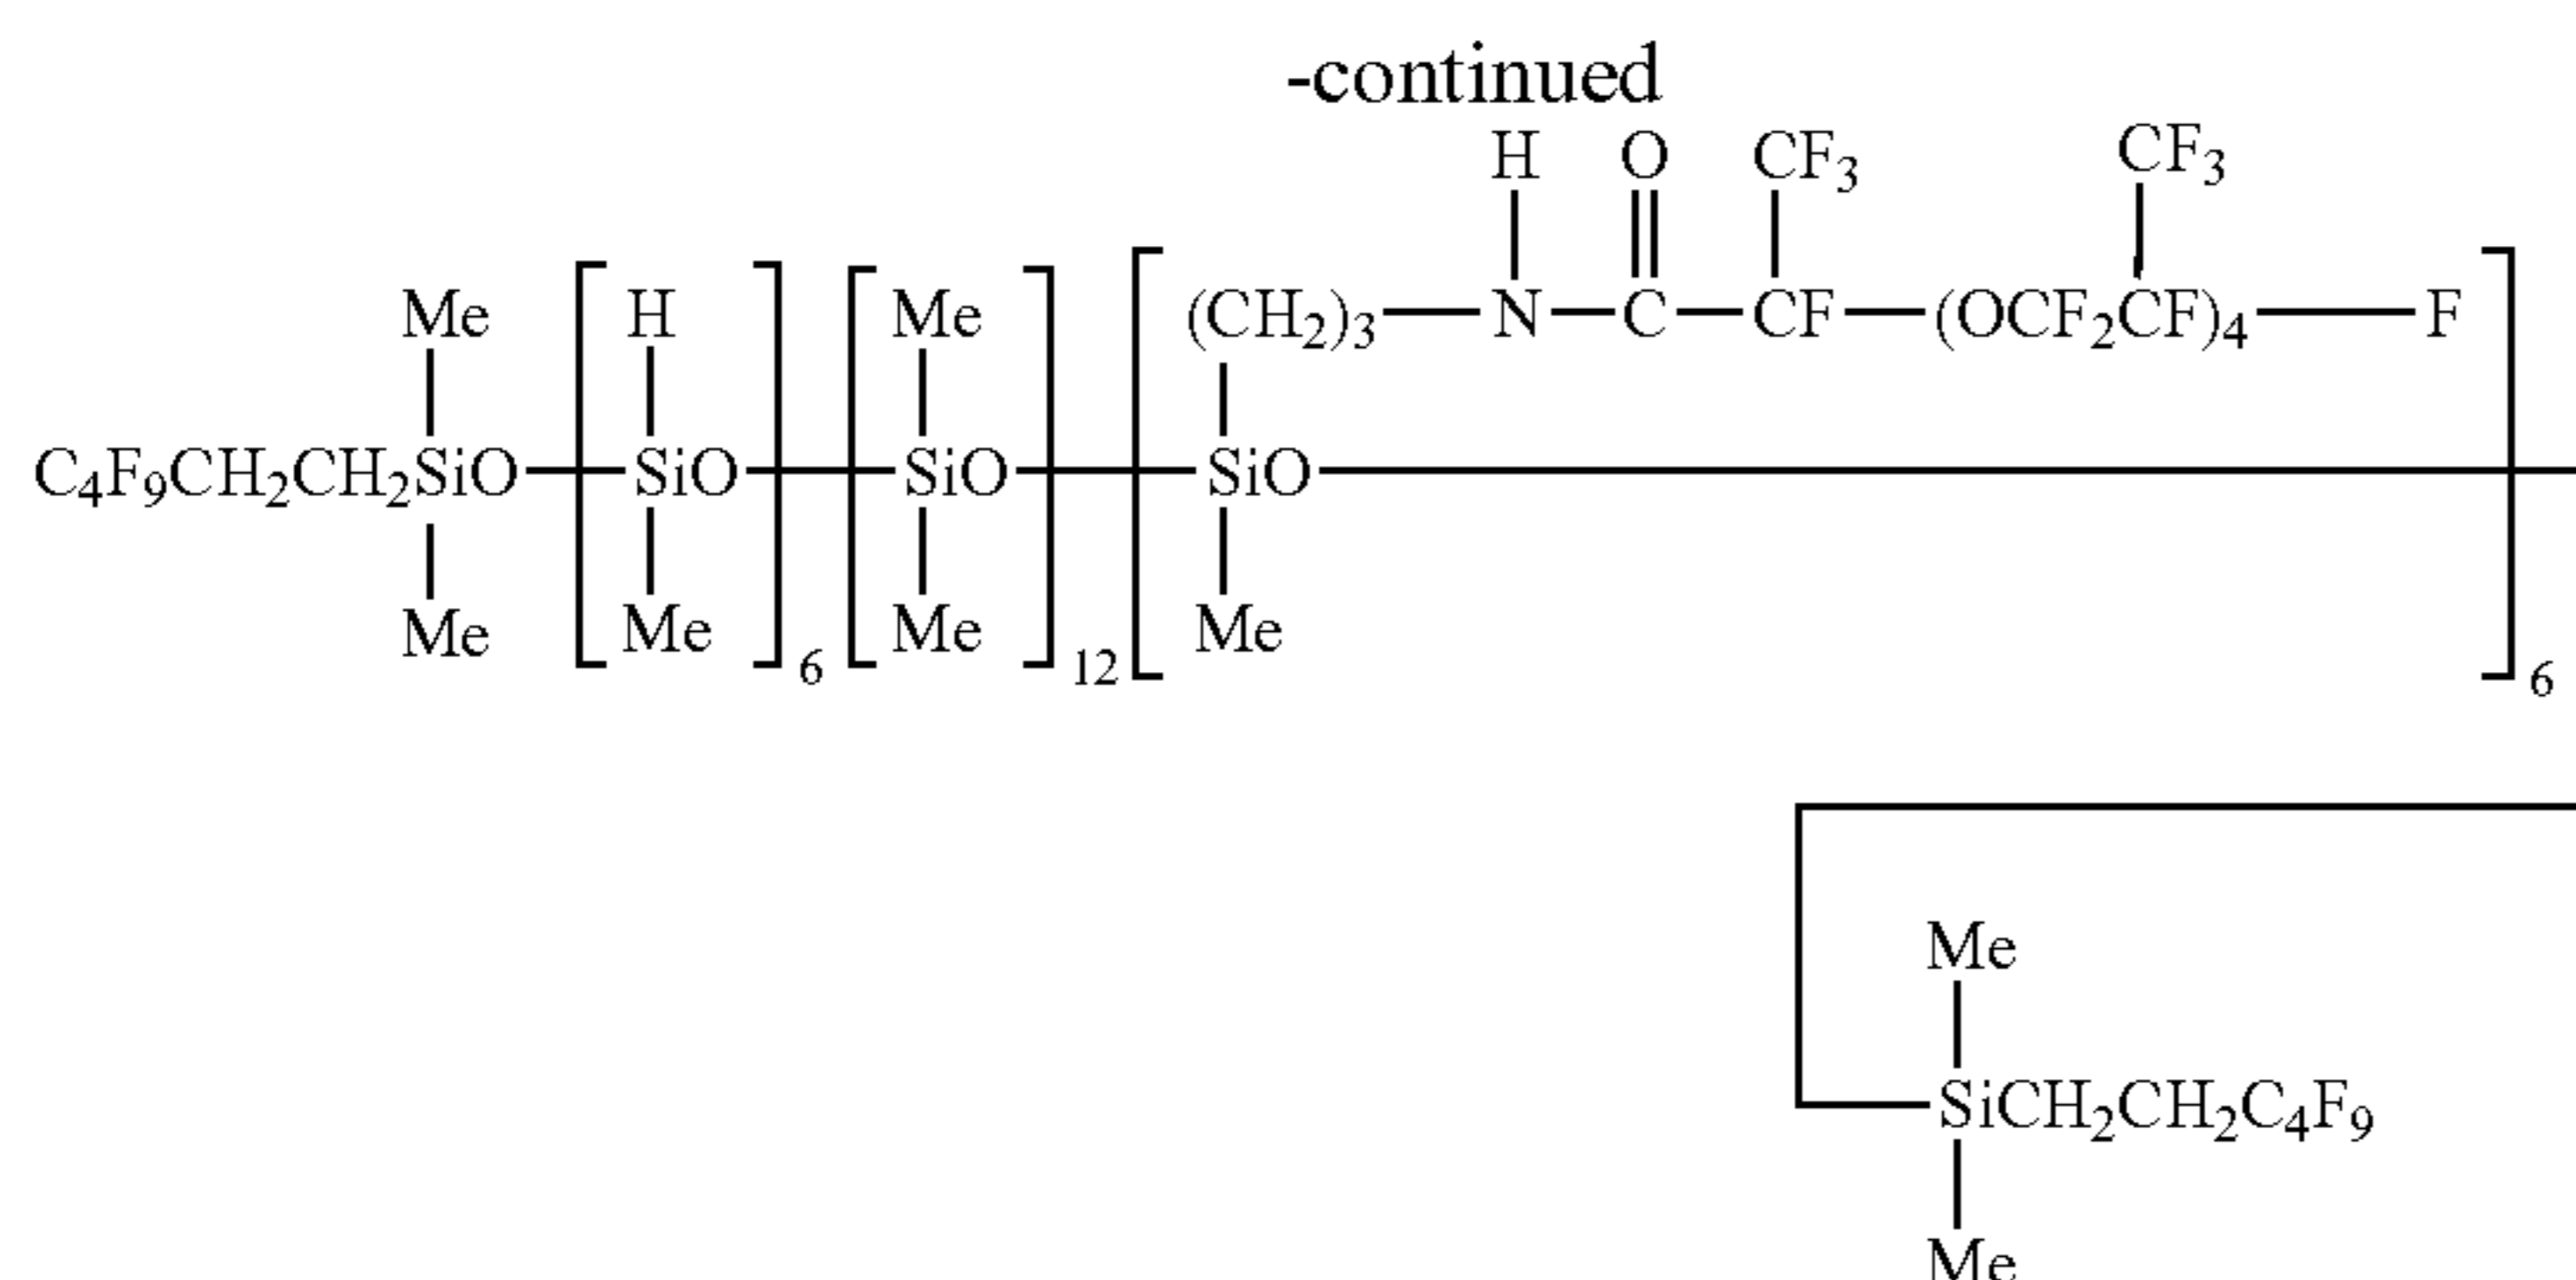 -continued
H O CF3 CF3
Me H Me (CH2)3 N C CF (OCF2CF)4 F
C4F9CH2CH2SiO SiO SiO SiO
Me Me Me Me
6 12 6
Me
SiCH2CH2C4F9
Me